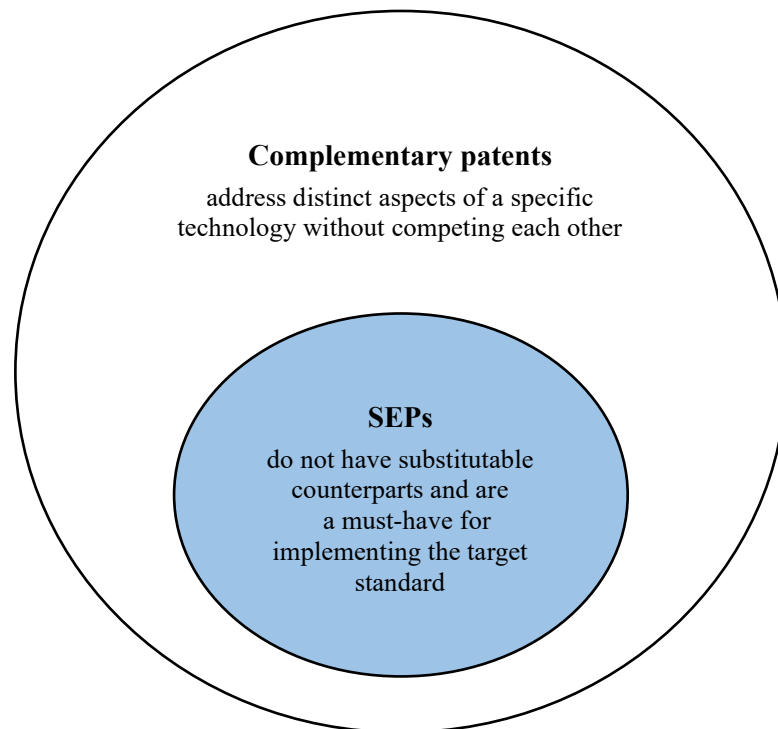 Complementary patents
address distinct aspects of a specific
technology without competing each other
SEPs
do not have substitutable
counterparts and are
a must-have for
implementing the target
standard